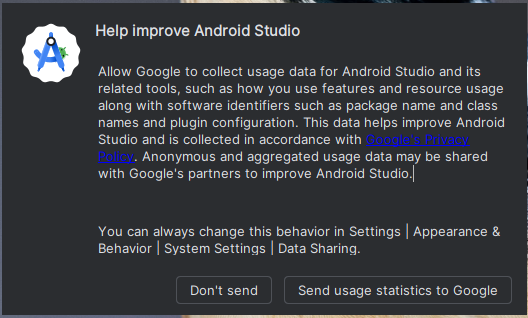 Help improve Android Studio
Allow Google to collect usage data for Android Studio and its
related tools, such as how you use features and resource usage
along with software identifiers such as package name and class
names and plugin configuration. This data helps improve Android
Studio and is collected in accordance with Google's Privacy
Policy. Anonymous and aggregated usage data may be shared
with Google's partners to improve Android Studio.
You can always change this behavior in Settings | Appearance &
Behavior | System Settings | Data Sharing.
Don't send
Send usage statistics to Google